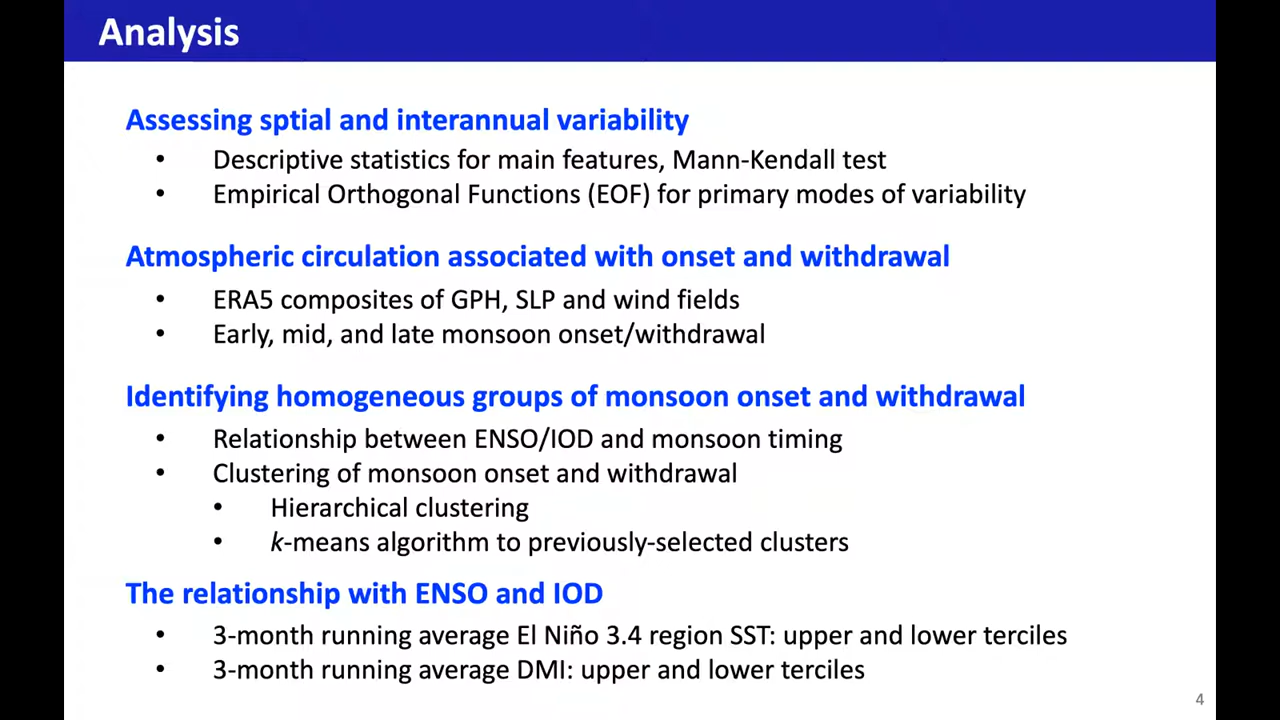 Analysis
Assessing sptial and interannual variability
• Descriptive statistics for main features, Mann-Kendall test
• Empirical Orthogonal Functions (EOF) for primary modes of variability
Atmospheric circulation associated with onset and withdrawal
• ERA5 composites of GPH, SLP and wind fields
• Early, mid, and late monsoon onset/withdrawal
Identifying homogeneous groups of monsoon onset and withdrawal
• Relationship between ENSO/IOD and monsoon timing
• Clustering of monsoon onset and withdrawal
• Hierarchical clustering
• k-means algorithm to previously-selected clusters
The relationship with ENSO and IOD
• 3-month running average El Niño 3.4 region SST: upper and lower terciles
• 3-month running average DMI: upper and lower terciles
4